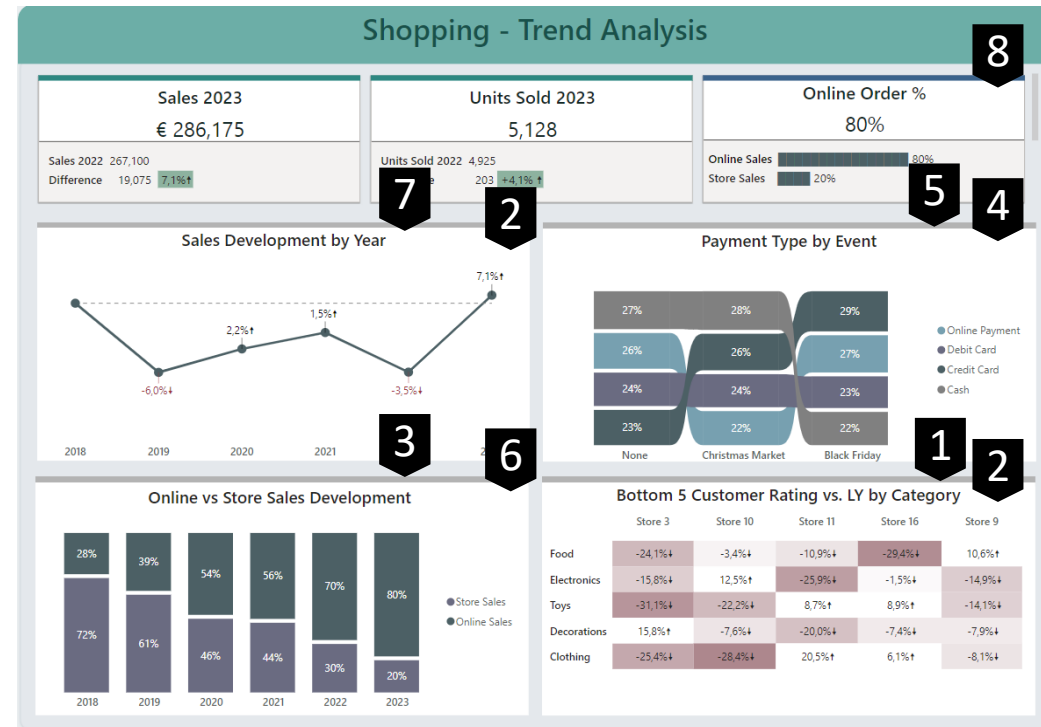 Shopping - Trend Analysis
8
Sales 2023
€ 286,175
Sales 2022 267,100
Difference 19,075 7,1%↑
Units Sold 2023
5,128
Units Sold 2022 4,925
203 +4,1% ↑
Online Order %
80%
Online Sales 80%
Store Sales 20%
7
2
5
4
Sales Development by Year
7,1%↑
2,2%↑
1,5%↑
-6,0%↓
-3,5%↓
2018 2019 2020 2021
Payment Type by Event
27% 28% 29%
26% 26% 27%
24% 24% 23%
23% 22% 22%
None Christmas Market Black Friday
Online Payment
Debit Card
Credit Card
Cash
3
6
1
2
Online vs Store Sales Development
28% 39% 54% 56% 70% 80%
72% 61% 46% 44% 30% 20%
2018 2019 2020 2021 2022 2023
Store Sales
Online Sales
Bottom 5 Customer Rating vs. LY by Category
Store 3 Store 10 Store 11 Store 16 Store 9
Food -24,1%↓ -3,4%↓ -10,9%↓ -29,4%↓ 10,6%↑
Electronics -15,8%↓ 12,5%↑ -25,9%↓ -1,5%↓ -14,9%↓
Toys -31,1%↓ -22,2%↓ 8,7%↑ 8,9%↑ -14,1%↓
Decorations 15,8%↑ -7,6%↓ -20,0%↓ -7,4%↓ -7,9%↓
Clothing -25,4%↓ -28,4%↓ 20,5%↑ 6,1%↑ -8,1%↓